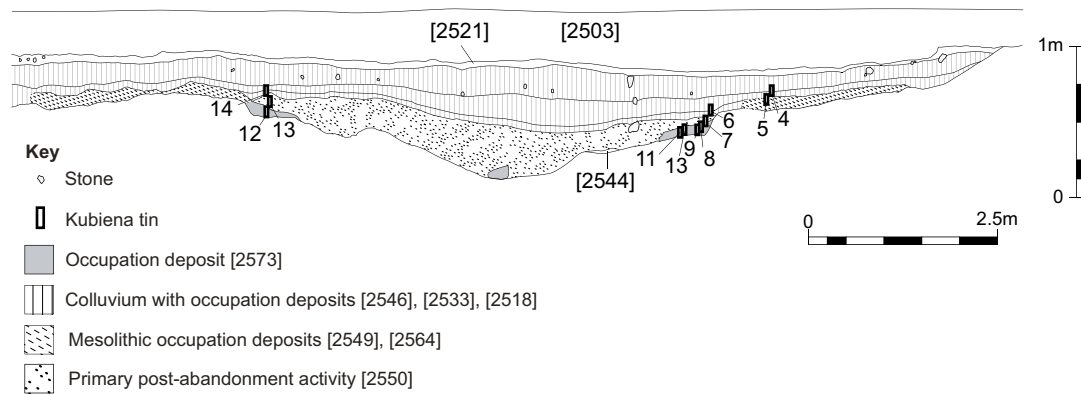 [2521] [2503]
1m
14
12 13
6
5 4
7
9
11 13 8
[2544]
0
0 2.5m
Key
Stone
Kubiena tin
Occupation deposit [2573]
Colluvium with occupation deposits [2546], [2533], [2518]
Mesolithic occupation deposits [2549], [2564]
Primary post-abandonment activity [2550]